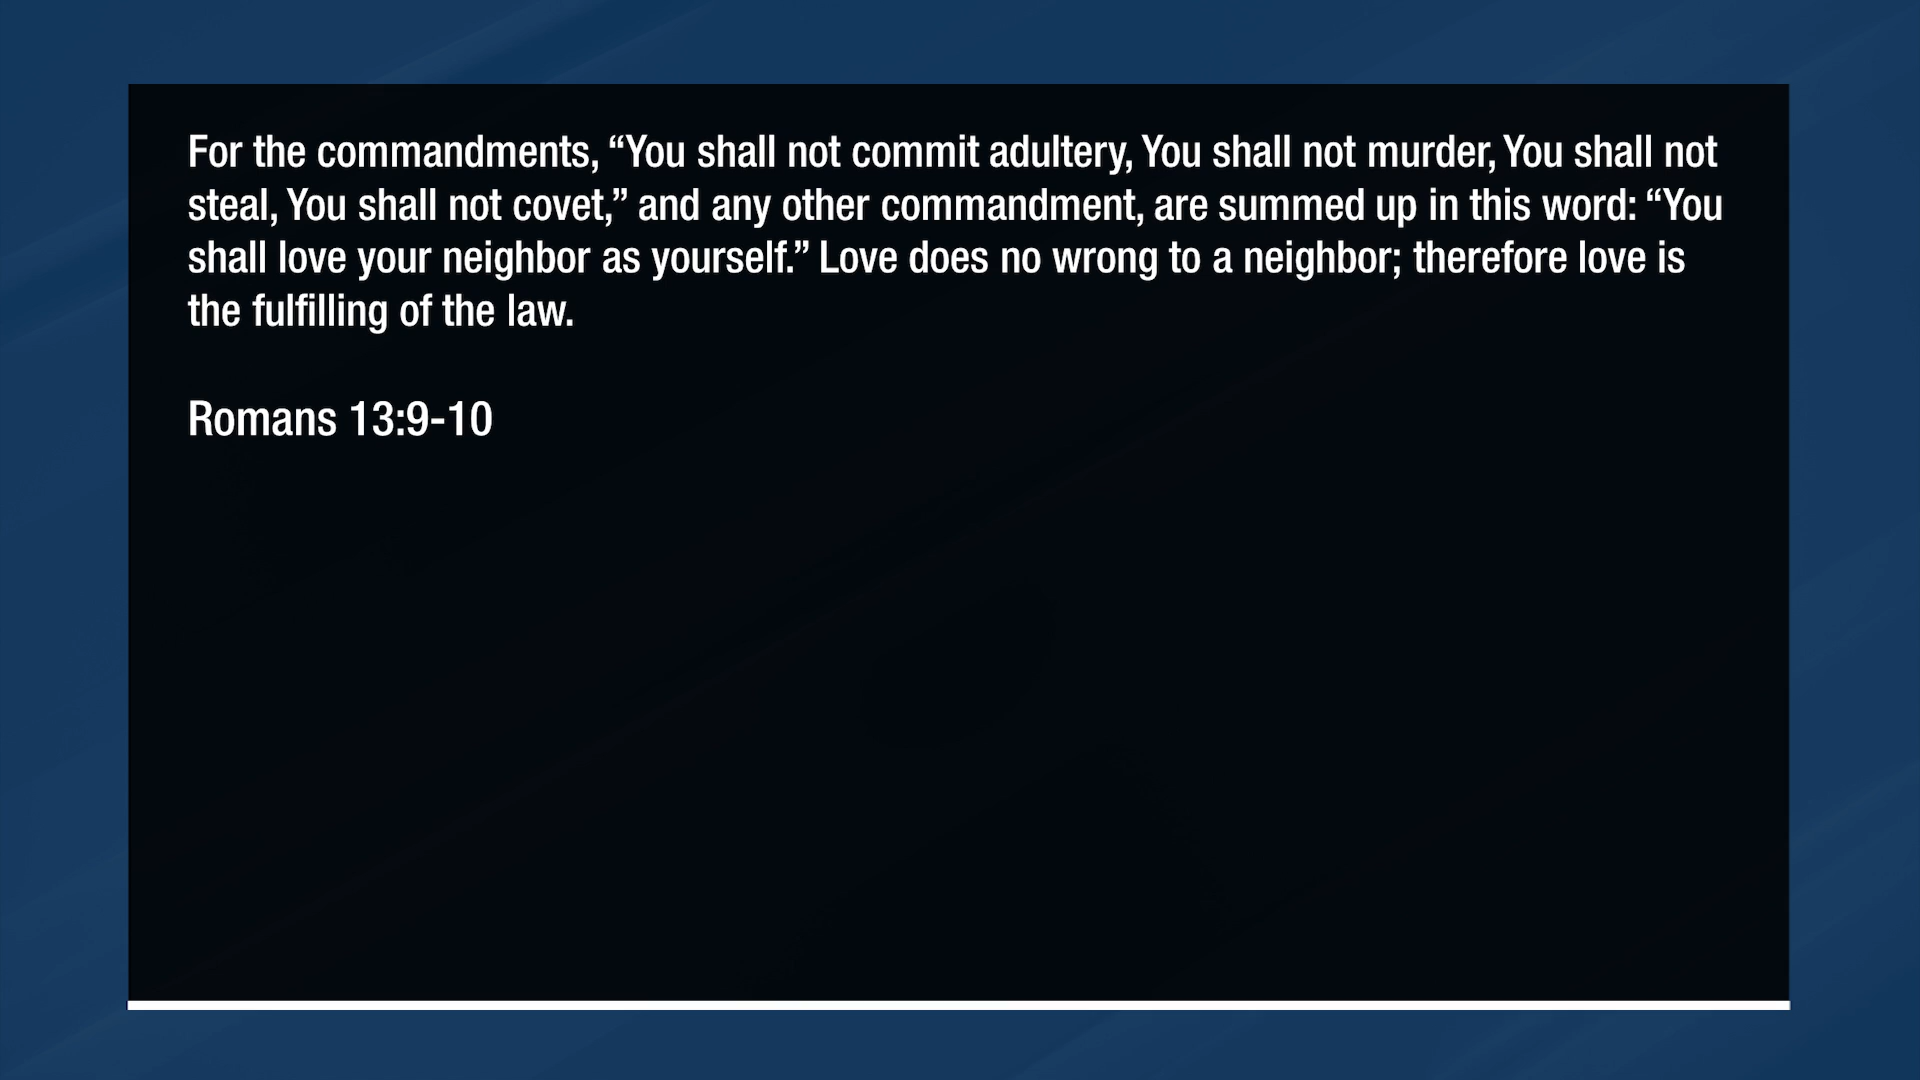 For the commandments, “You shall not commit adultery, You shall not murder, You shall not
steal, You shall not covet,” and any other commandment, are summed up in this word: “You
shall love your neighbor as yourself.” Love does no wrong to a neighbor; therefore love is
the fulfilling of the law.
Romans 13:9-10